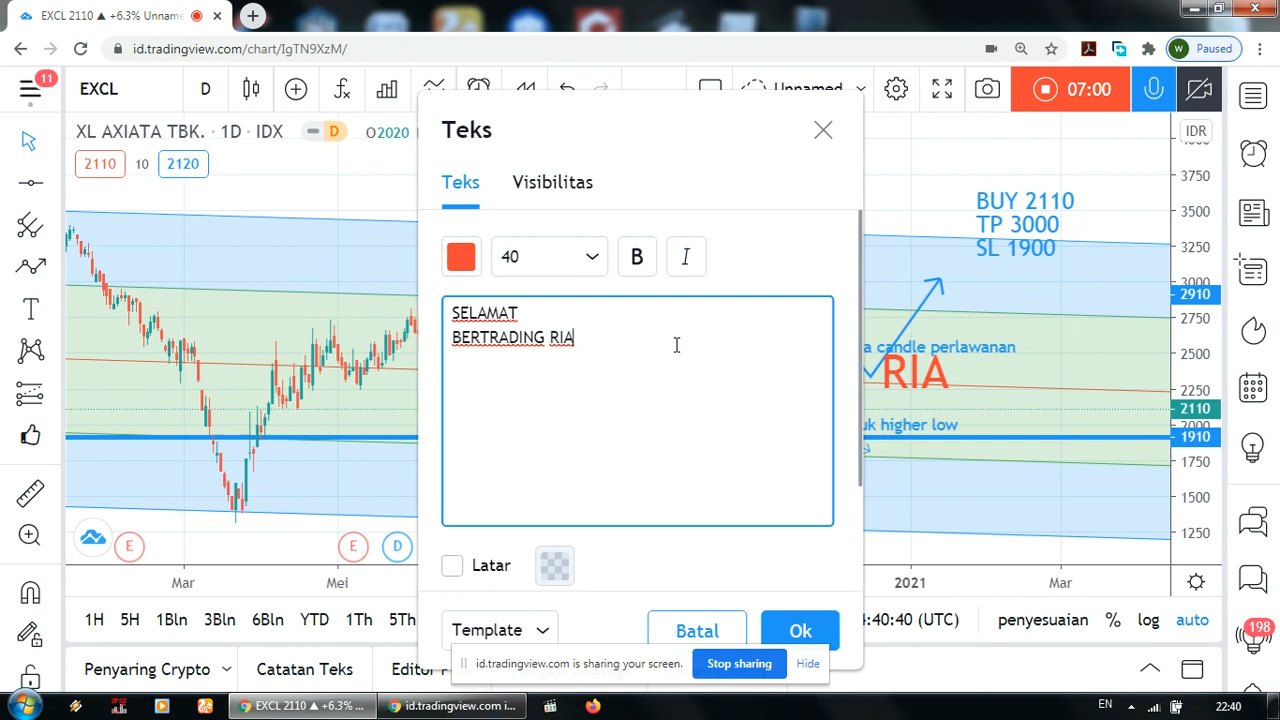 EXCL 2110 ▲ +6.3% Unname
id.tradingview.com/chart/IgTN9XzM/
W Paused
11
EXCL
D
Unnamed
07:00
XL AXIATA TBK. · 1D · IDX
D
O2020
2110
10
2120
IDR
Teks
Teks
Visibilitas
40
B
I
SELAMAT
BERTRADING RIA
Latar
Template
Batal
Ok
BUY 2110
TP 3000
SL 1900
a candle perlawanan
RIA
uk higher low
3750
3500
3250
3000
2910
2750
2500
2250
2110
1910
1750
1500
1250
E
E
D
Mar
Mei
2021
Mar
1H
5H
1Bln
3Bln
6Bln
YTD
1Th
5Th
4:40:40 (UTC)
penyesuaian
%
log
auto
198
Penyaring Crypto
Catatan Teks
Editor
id.tradingview.com is sharing your screen.
Stop sharing
Hide
EXCL 2110 ▲ +6.3% ...
id.tradingview.com i...
EN
22:40